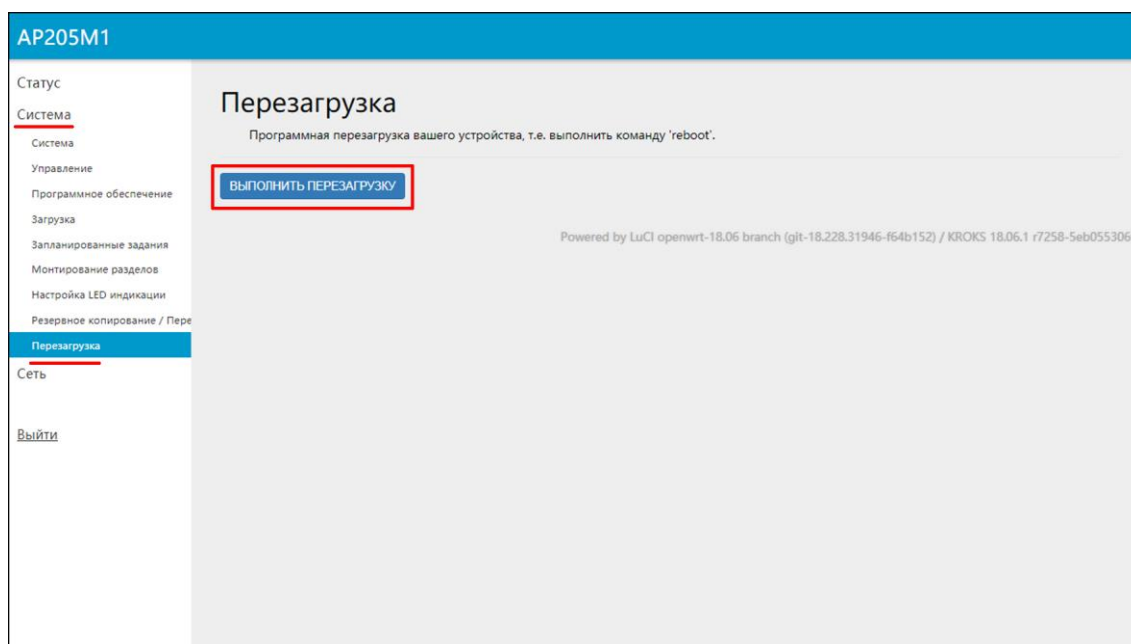 AP205M1
Статус
Система
Система
Управление
Программное обеспечение
Загрузка
Запланированные задания
Монтирование разделов
Настройка LED индикации
Резервное копирование / Пере
Перезагрузка
Сеть
Выйти
Перезагрузка
Программная перезагрузка вашего устройства, т.е. выполнить команду 'reboot'.
ВЫПОЛНИТЬ ПЕРЕЗАГРУЗКУ
Powered by LuCI openwrt-18.06 branch (git-18.228.31946-f64b152) / KROKS 18.06.1 r7258-5eb055306